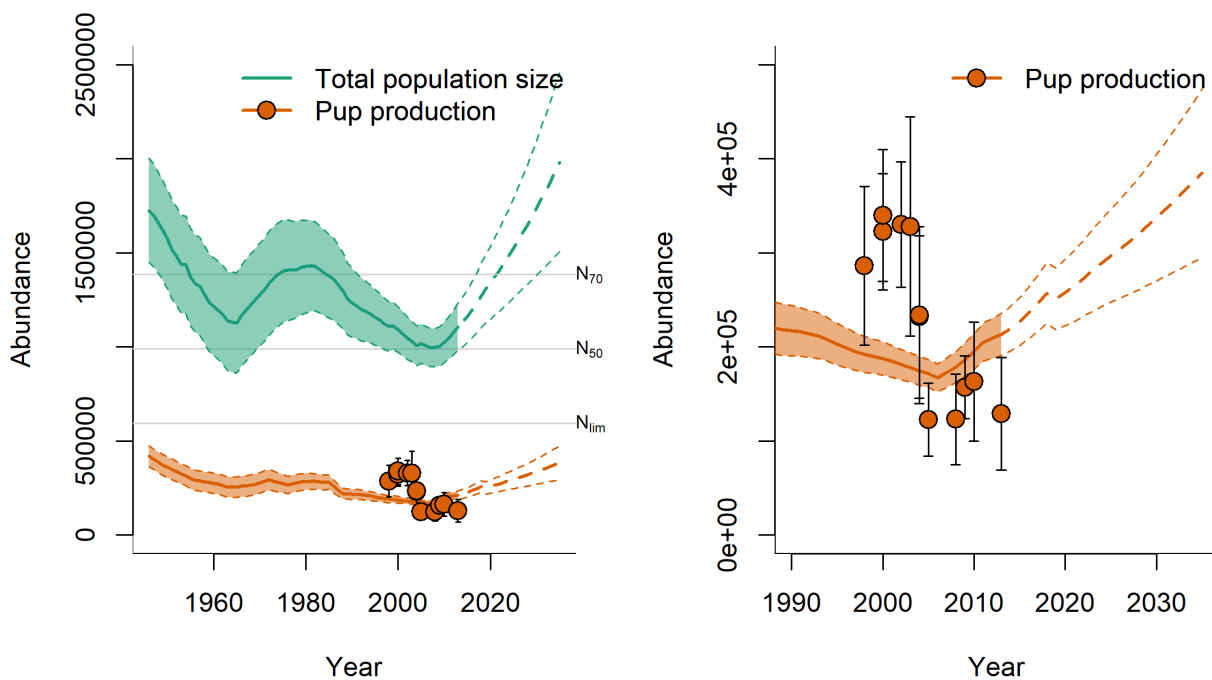 Total population size
Pup production
Abundance
0
500000
1500000
2500000
N70
N50
Nlim
1960
1980
2000
2020
Year
Pup production
Abundance
0e+00
2e+05
4e+05
1990
2000
2010
2020
2030
Year